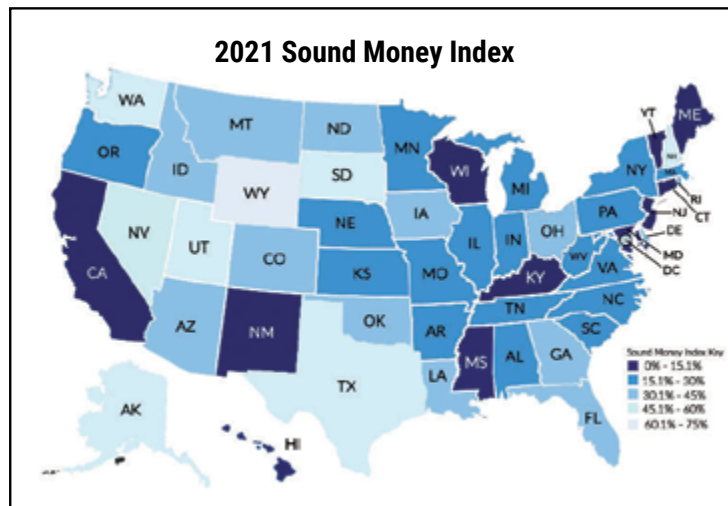 2021 Sound Money Index
WA
MT
ND
MN
YT
ME
OR
ID
SD
WI
NH
WY
MI
NY
MA
RI
CT
NE
IA
PA
NJ
NV
UT
IL
IN
OH
DE
CO
MD
CA
KS
MO
WV
VA
DC
KY
NC
TN
AZ
NM
OK
AR
SC
MS
AL
GA
Sound Money Index Key
0% - 15.1%
TX
LA
15.1% - 30%
30.1% - 45%
AK
FL
45.1% - 60%
60.1% - 75%
HI